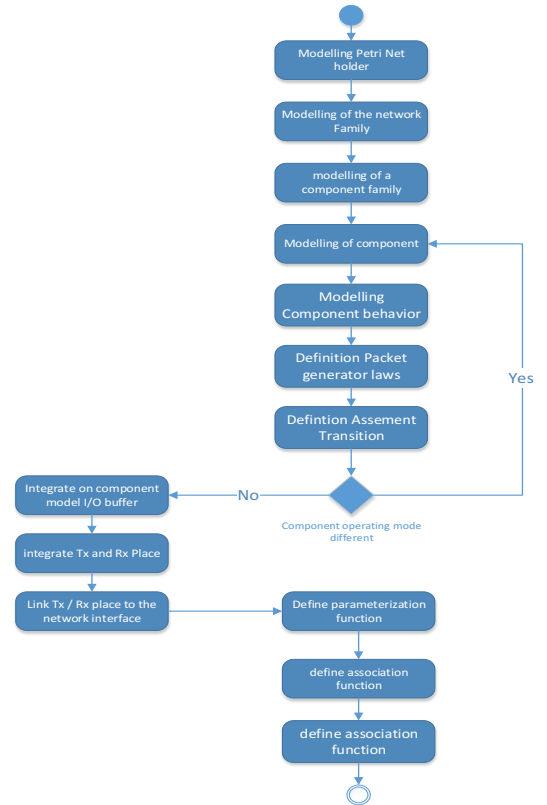 Modelling Petri Net
holder
Modelling of the network
Family
modelling of a
component family
Modelling of component
Modelling
Component behavior
Definition Packet
generator laws
Defintion Assement
Transition
Yes
No
Component operating mode
different
Integrate on component
model I/O buffer
integrate Tx and Rx Place
Link Tx / Rx place to the
network interface
Define parameterization
function
define association
function
define association
function